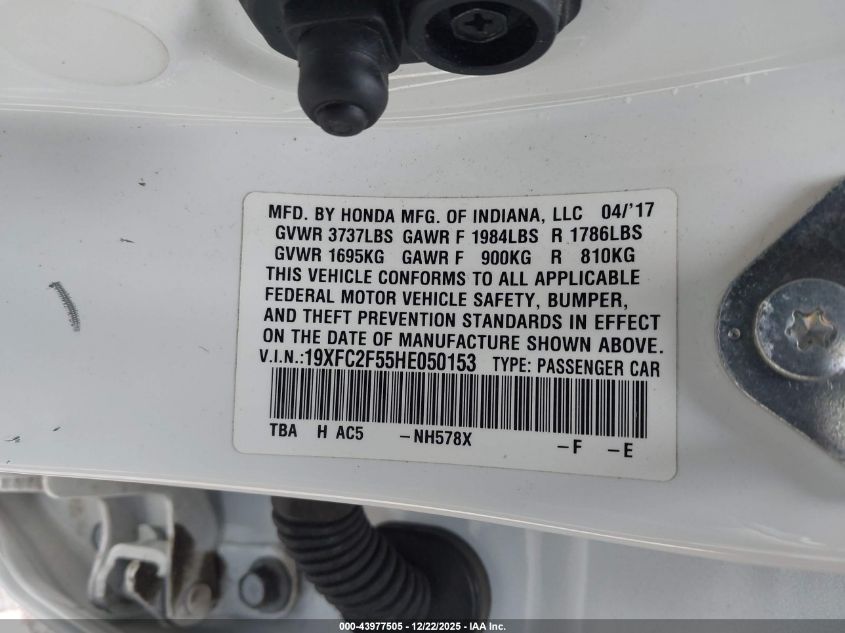 MFD. BY HONDA MFG. OF INDIANA, LLC 04/'17
GVWR 3737LBS GAWR F 1984LBS R 1786LBS
GVWR 1695KG GAWR F 900KG R 810KG
THIS VEHICLE CONFORMS TO ALL APPLICABLE
FEDERAL MOTOR VEHICLE SAFETY, BUMPER,
AND THEFT PREVENTION STANDARDS IN EFFECT
ON THE DATE OF MANUFACTURE SHOWN ABOVE.
V.I.N.:19XFC2F55HE050153 TYPE: PASSENGER CAR
TBA H AC5 -NH578X -F -E
000-43977505 - 12/22/2025 - IAA Inc.